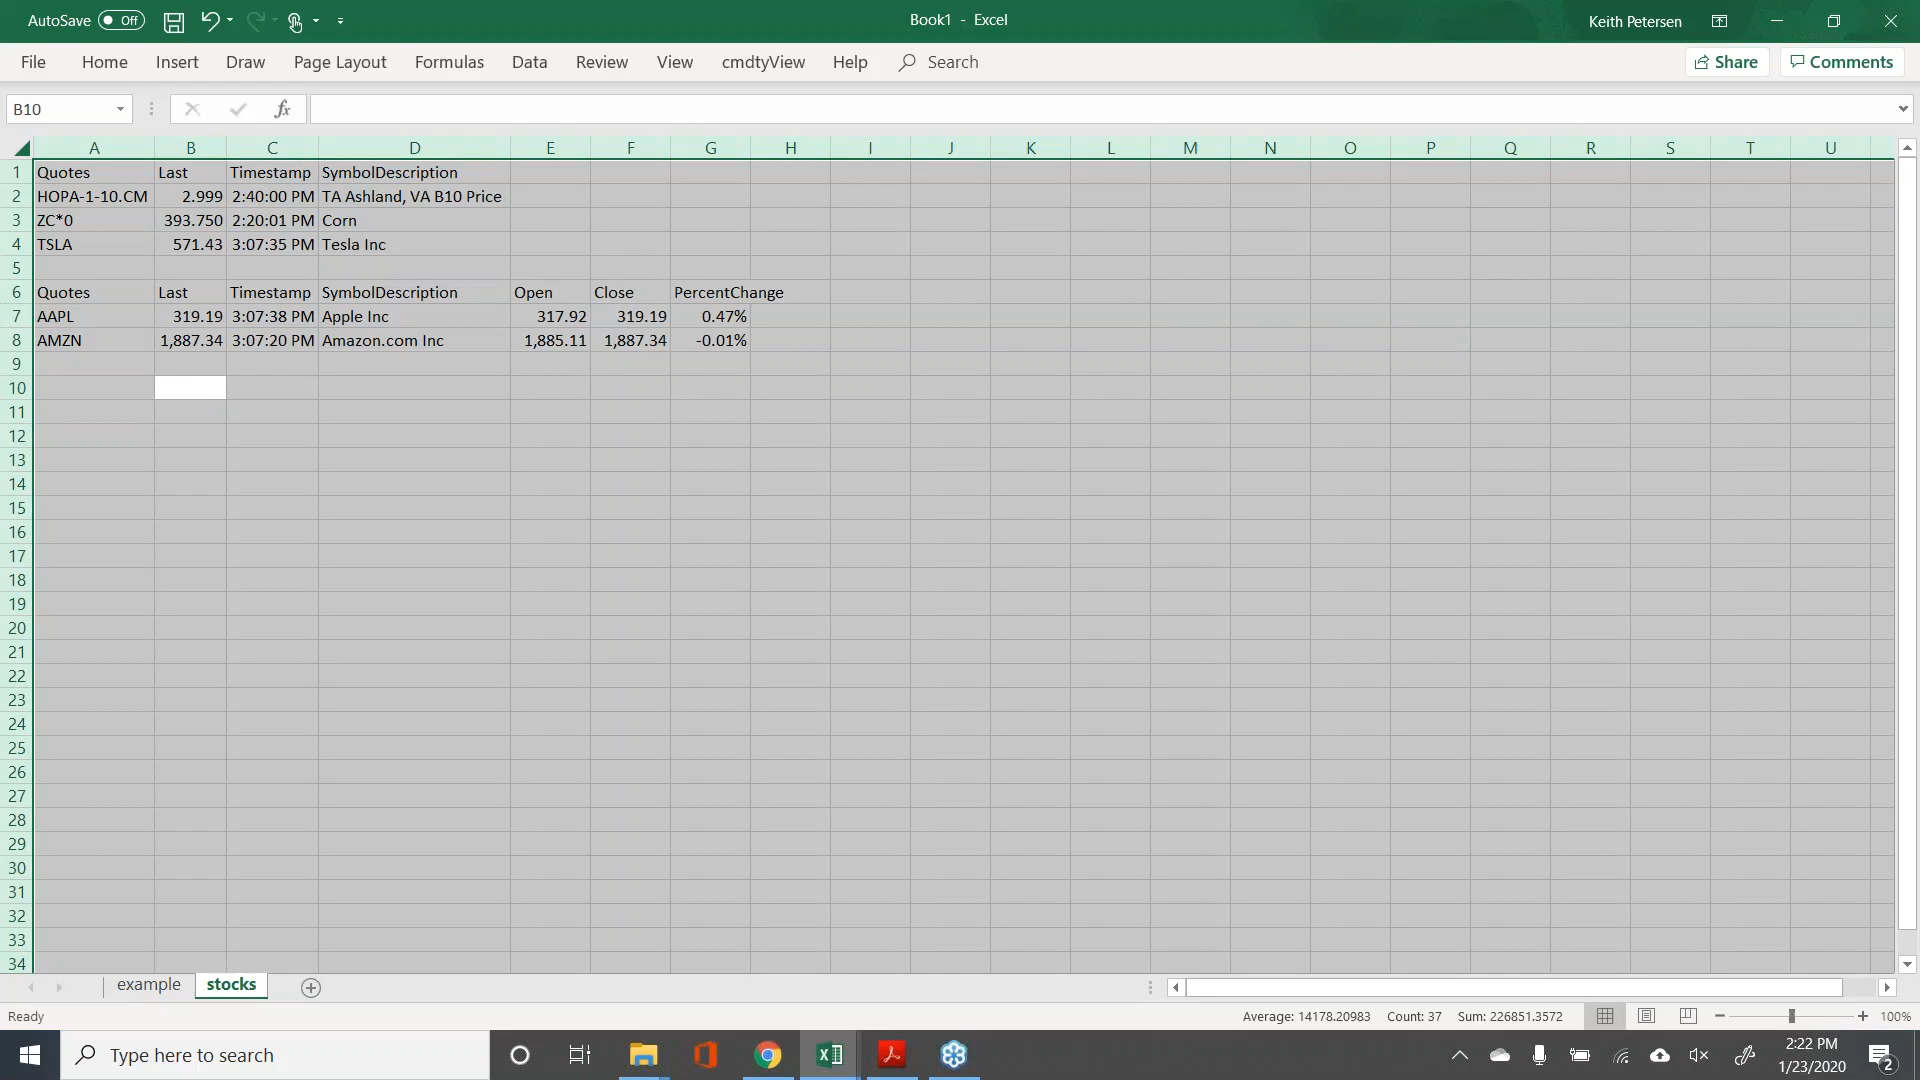 AutoSave Off Book1 - Excel Keith Petersen
File Home Insert Draw Page Layout Formulas Data Review View cmdtyView Help Search Share Comments
B10 fx
A B C D E F G H I J K L M N O P Q R S T U
1 Quotes Last Timestamp SymbolDescription
2 HOPA-1-10.CM 2.999 2:40:00 PM TA Ashland, VA B10 Price
3 ZC*0 393.750 2:20:01 PM Corn
4 TSLA 571.43 3:07:35 PM Tesla Inc
5
6 Quotes Last Timestamp SymbolDescription Open Close PercentChange
7 AAPL 319.19 3:07:38 PM Apple Inc 317.92 319.19 0.47%
8 AMZN 1,887.34 3:07:20 PM Amazon.com Inc 1,885.11 1,887.34 -0.01%
9
10
11
12
13
14
15
16
17
18
19
20
21
22
23
24
25
26
27
28
29
30
31
32
33
34
example stocks
Ready Average: 14178.20983 Count: 37 Sum: 226851.3572 100%
Type here to search 2:22 PM
1/23/2020 2